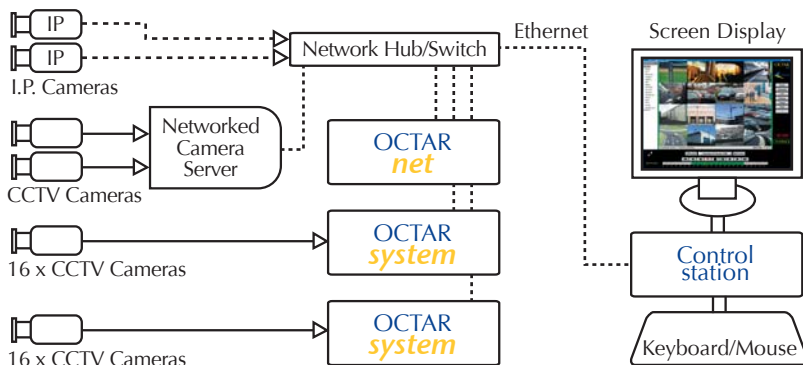 IP
IP
I.P. Cameras
Network Hub/Switch
Ethernet
Screen Display
Networked
Camera
Server
CCTV Cameras
OCTAR
net
16 x CCTV Cameras
OCTAR
system
Control
station
16 x CCTV Cameras
OCTAR
system
Keyboard/Mouse